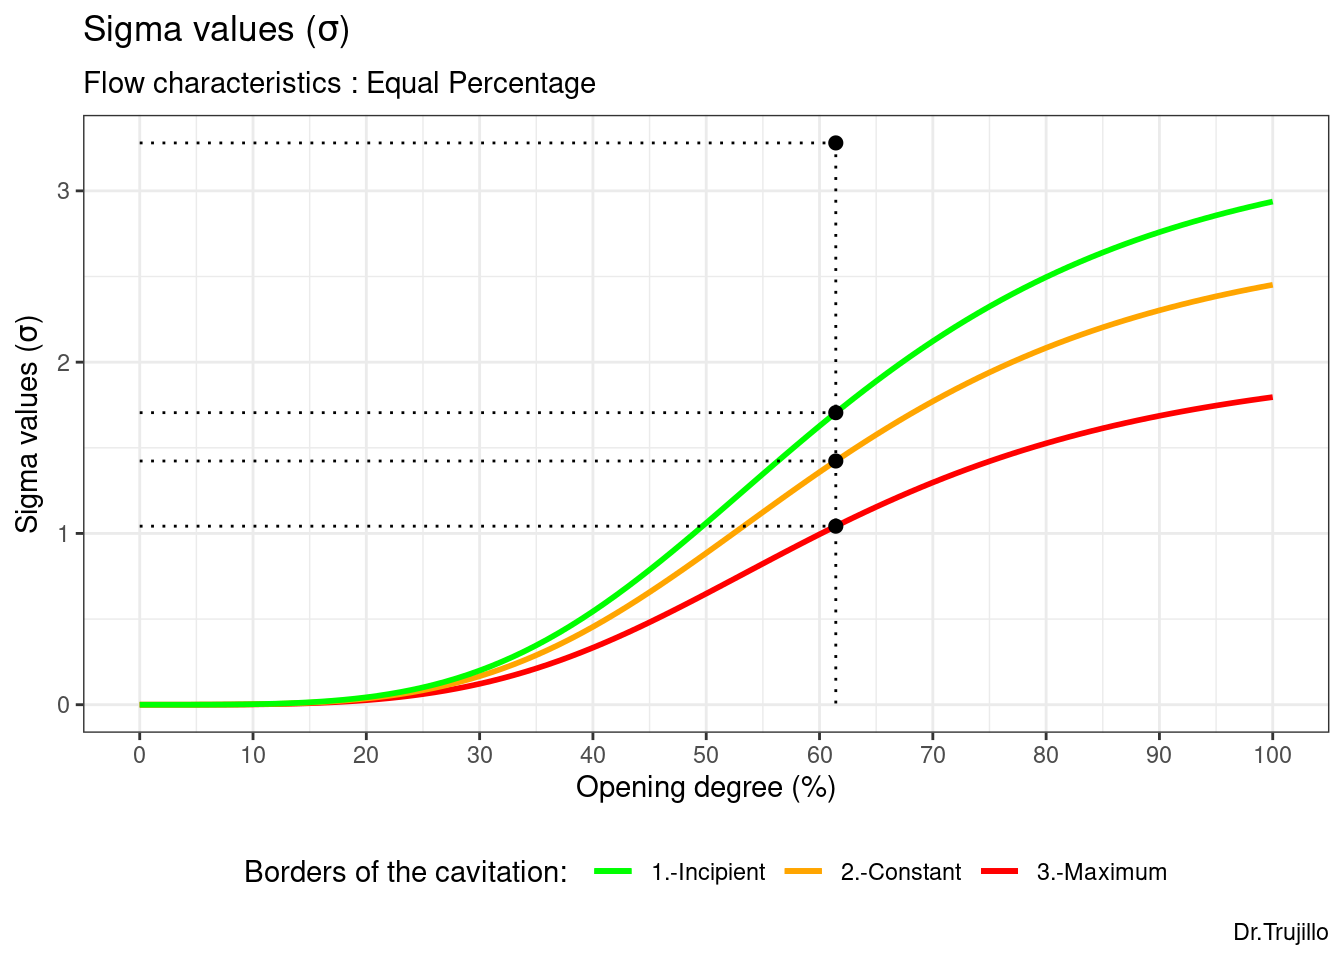 Sigma values (σ)
Flow characteristics : Equal Percentage
Sigma values (σ)
3
2
1
0
0 10 20 30 40 50 60 70 80 90 100
Opening degree (%)
Borders of the cavitation: 1.-Incipient 2.-Constant 3.-Maximum
Dr.Trujillo